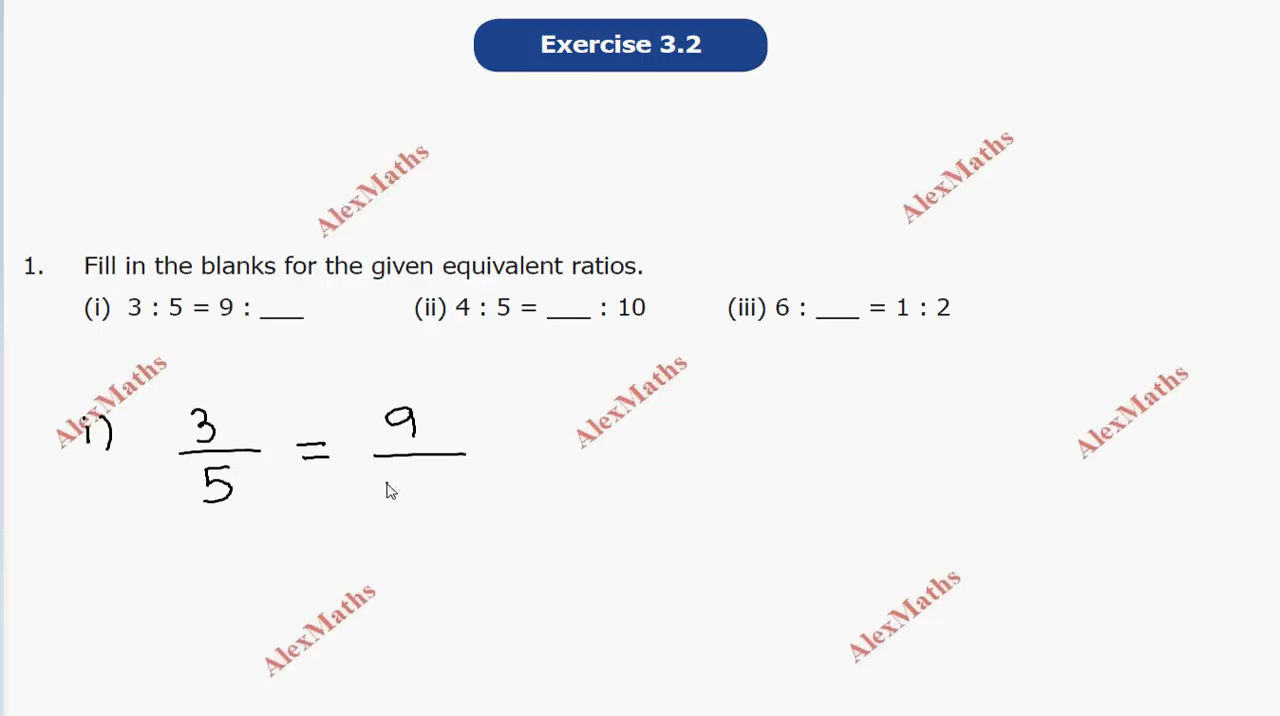 Exercise 3.2
AlexMaths
AlexMaths
1. Fill in the blanks for the given equivalent ratios.
(i) 3 : 5 = 9 : ___ (ii) 4 : 5 = ___ : 10 (iii) 6 : ___ = 1 : 2
AlexMaths
AlexMaths
AlexMaths
i) 3/5 = 9/
AlexMaths
AlexMaths